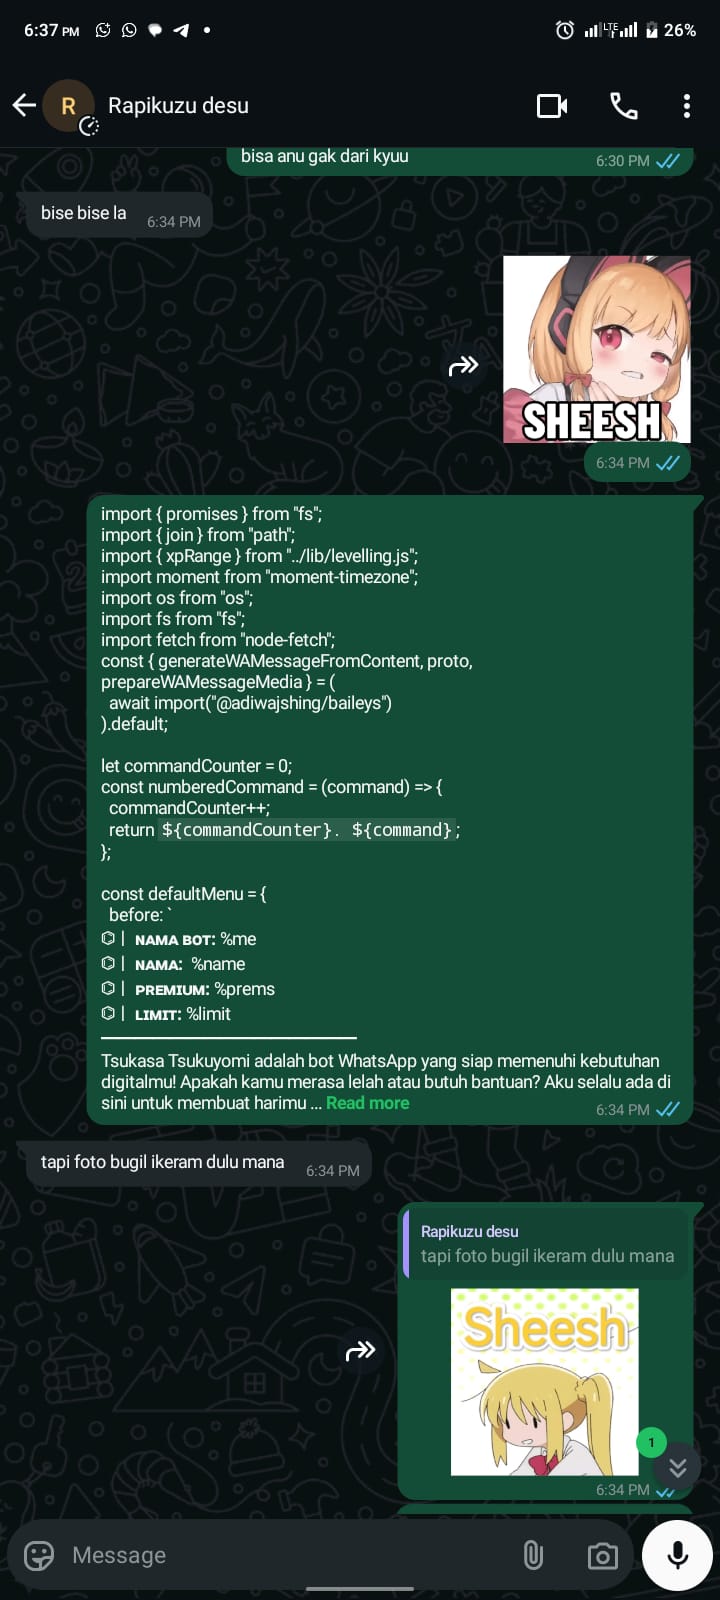 6:37 PM
LTE
26%
R
Rapikuzu desu
bisa anu gak dari kyuu
6:30 PM
bise bise la
6:34 PM
SHEESH
6:34 PM
import { promises } from "fs";
import { join } from "path";
import { xpRange } from "../lib/levelling.js";
import moment from "moment-timezone";
import os from "os";
import fs from "fs";
import fetch from "node-fetch";
const { generateWAMessageFromContent, proto,
prepareWAMessageMedia } = (
await import("@adiwajshing/baileys")
).default;
let commandCounter = 0;
const numberedCommand = (command) => {
commandCounter++;
return ${commandCounter}. ${command};
};
const defaultMenu = {
before: `
⌬ | ɴᴀᴍᴀ ʙᴏᴛ: %me
⌬ | ɴᴀᴍᴀ: %name
⌬ | ᴘʀᴇᴍɪᴜᴍ: %prems
⌬ | ʟɪᴍɪᴛ: %limit
Tsukasa Tsukuyomi adalah bot WhatsApp yang siap memenuhi kebutuhan
digitalmu! Apakah kamu merasa lelah atau butuh bantuan? Aku selalu ada di
sini untuk membuat harimu ... Read more
6:34 PM
tapi foto bugil ikeram dulu mana
6:34 PM
Rapikuzu desu
tapi foto bugil ikeram dulu mana
Sheesh
1
6:34 PM
Message